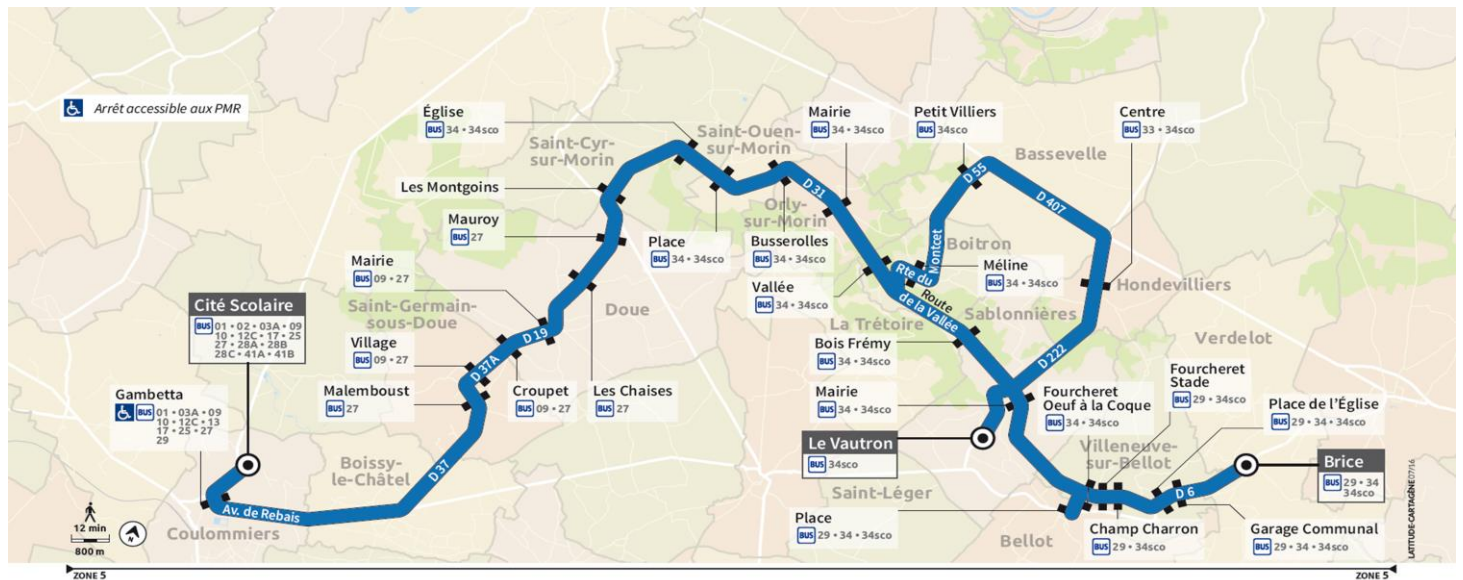 Arrêt accessible aux PMR
Église
BUS 34 • 34sco
Saint-Cyr-
sur-Morin
Saint-Ouen-
sur-Morin
Mairie
BUS 34 • 34sco
Petit Villiers
BUS 34sco
Centre
BUS 33 • 34sco
Bassevelle
Les Montgoins
D 31
D 55
D 407
Mauroy
BUS 27
Orly-
sur-Morin
Place
BUS 34 • 34sco
Busserolles
BUS 34 • 34sco
Boitron
Montcet
Rte du
Méline
BUS 34 • 34sco
Mairie
BUS 09 • 27
Vallée
BUS 34 • 34sco
Route
de la Vallée
Hondevilliers
Cité Scolaire
BUS 01 • 02 • 03A • 09
10 • 12C • 17 • 25
27 • 28A • 28B
28C • 41A • 41B
Saint-Germain-
sous-Doue
Doue
La Trétoire
Sablonnières
Verdelot
D 19
Village
BUS 09 • 27
D 37A
Bois Frémy
BUS 34 • 34sco
D 222
Fourcheret
Stade
BUS 29 • 34sco
Malemboust
BUS 27
Croupet
BUS 09 • 27
Les Chaises
BUS 27
Mairie
BUS 34 • 34sco
Fourcheret
Oeuf à la Coque
BUS 34 • 34sco
Place de l'Église
BUS 29 • 34 • 34sco
Gambetta
BUS 01 • 03A • 09
10 • 12C • 13
17 • 25 • 27
29
Le Vautron
BUS 34sco
Villeneuve-
sur-Bellot
Brice
BUS 29 • 34
34sco
Boissy-
le-Châtel
D 37
Saint-Léger
D 6
Av. de Rebais
Place
BUS 29 • 34 • 34sco
Champ Charron
BUS 29 • 34sco
Garage Communal
BUS 29 • 34 • 34sco
12 min
800 m
N
Coulommiers
Bellot
LATITUDE-CARTAGÈNE 07/16
ZONE 5
ZONE 5